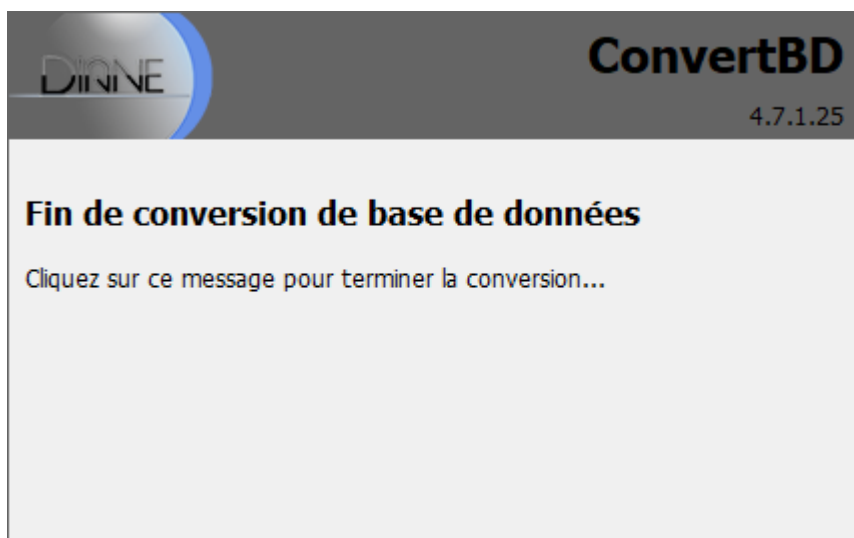 DIANE
ConvertBD
4.7.1.25
Fin de conversion de base de données
Cliquez sur ce message pour terminer la conversion...